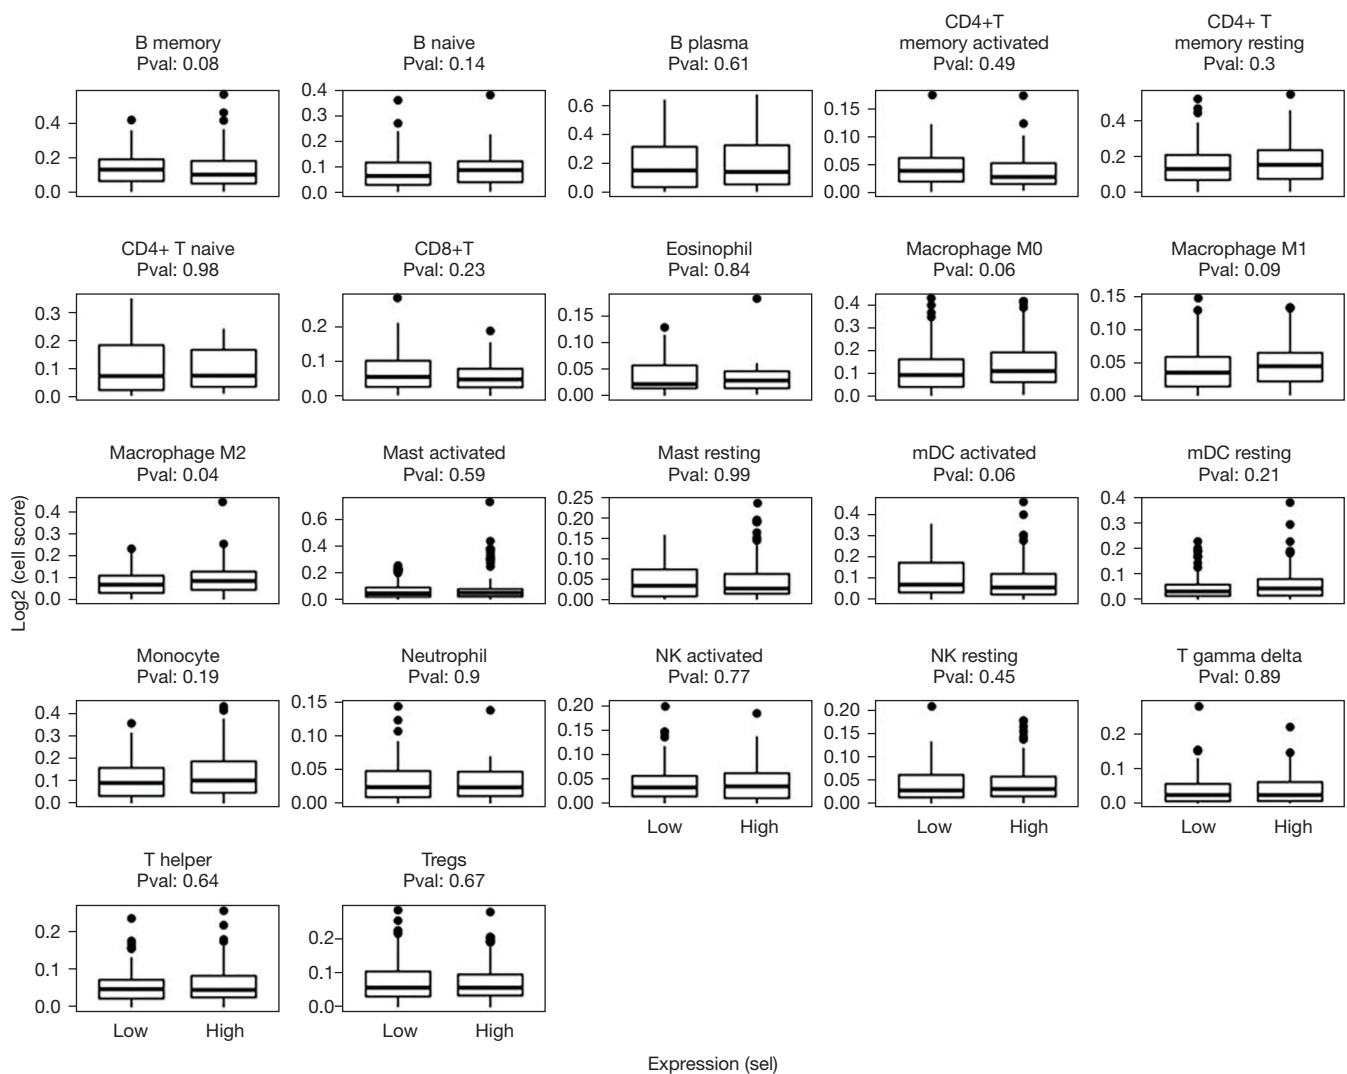 CD4+T
CD4+ T
B memory
B naive
B plasma
memory activated
memory resting
Pval: 0.08
Pval: 0.14
Pval: 0.61
Pval: 0.49
Pval: 0.3
0.4
0.2
0.0
0.4
0.3
0.2
0.1
0.0
0.6
0.4
0.2
0.0
0.15
0.10
0.05
0.00
0.4
0.2
0.0
CD4+ T naive
CD8+T
Eosinophil
Macrophage M0
Macrophage M1
Pval: 0.98
Pval: 0.23
Pval: 0.84
Pval: 0.06
Pval: 0.09
0.3
0.2
0.1
0.0
0.2
0.1
0.0
0.15
0.10
0.05
0.00
0.4
0.3
0.2
0.1
0.0
0.15
0.10
0.05
0.00
Macrophage M2
Mast activated
Mast resting
mDC activated
mDC resting
Pval: 0.04
Pval: 0.59
Pval: 0.99
Pval: 0.06
Pval: 0.21
0.4
0.3
0.2
0.1
0.0
0.6
0.4
0.2
0.0
0.25
0.20
0.15
0.10
0.05
0.00
0.4
0.3
0.2
0.1
0.0
0.4
0.3
0.2
0.1
0.0
Log2 (cell score)
Monocyte
Neutrophil
NK activated
NK resting
T gamma delta
Pval: 0.19
Pval: 0.9
Pval: 0.77
Pval: 0.45
Pval: 0.89
0.4
0.3
0.2
0.1
0.0
0.15
0.10
0.05
0.00
0.20
0.15
0.10
0.05
0.00
0.20
0.15
0.10
0.05
0.00
0.2
0.1
0.0
Low High
Low High
Low High
T helper
Tregs
Pval: 0.64
Pval: 0.67
0.2
0.1
0.0
0.2
0.1
0.0
Low High
Low High
Expression (sel)